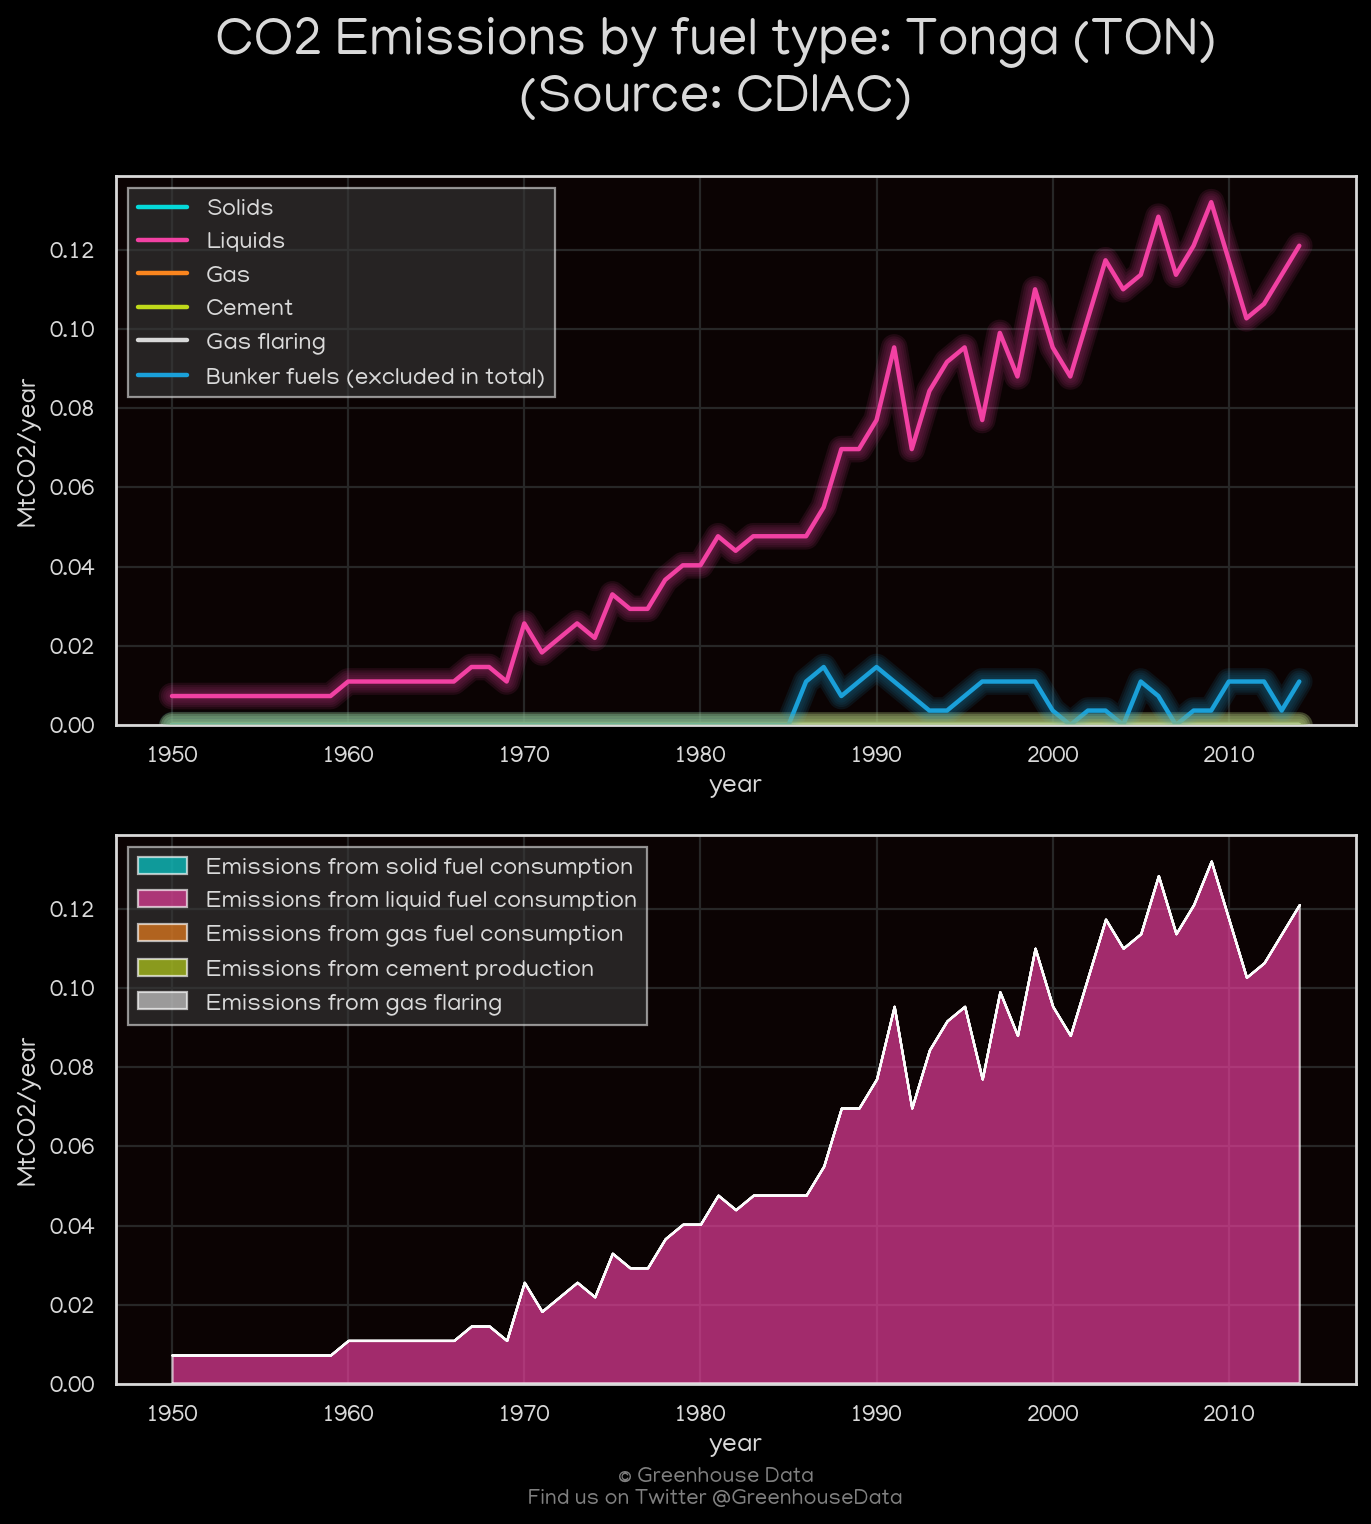 CO2 Emissions by fuel type: Tonga (TON)
(Source: CDIAC)
Solids
Liquids
Gas
Cement
Gas flaring
Bunker fuels (excluded in total)
MtCO2/year
0.12
0.10
0.08
0.06
0.04
0.02
0.00
1950 1960 1970 1980 1990 2000 2010
year
Emissions from solid fuel consumption
Emissions from liquid fuel consumption
Emissions from gas fuel consumption
Emissions from cement production
Emissions from gas flaring
MtCO2/year
0.12
0.10
0.08
0.06
0.04
0.02
0.00
1950 1960 1970 1980 1990 2000 2010
year
© Greenhouse Data
Find us on Twitter @GreenhouseData